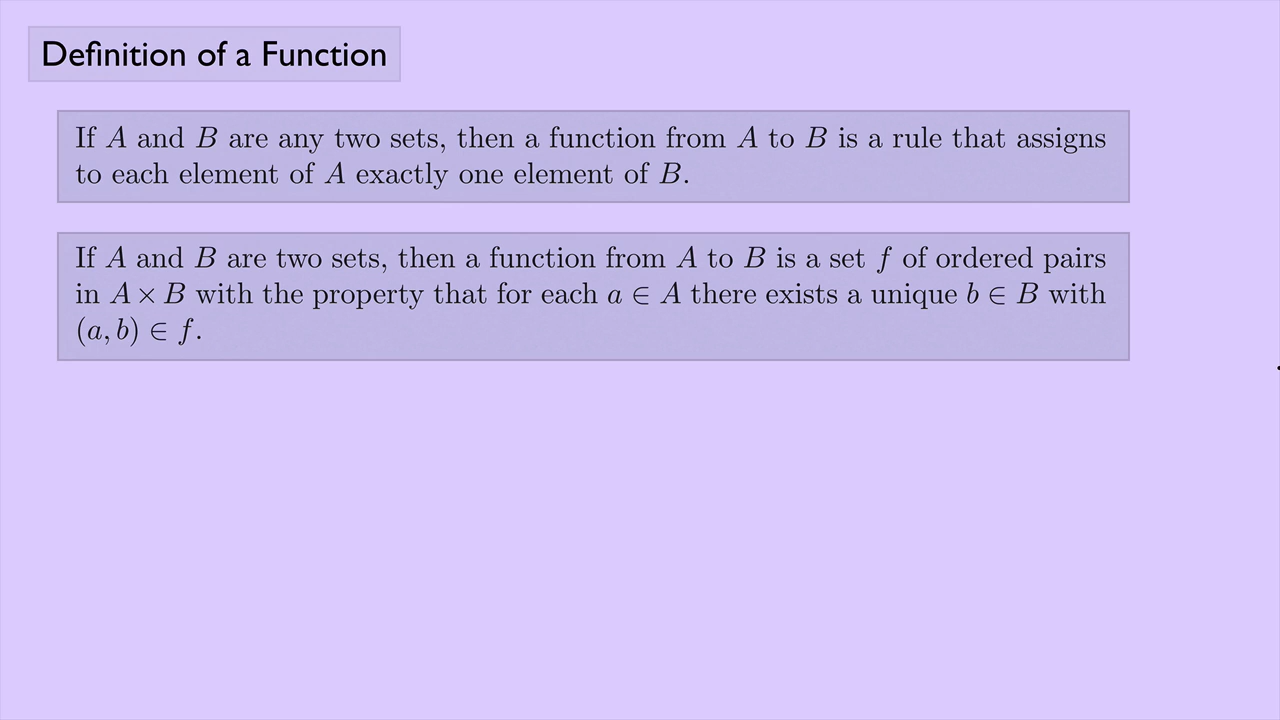 Definition of a Function
If A and B are any two sets, then a function from A to B is a rule that assigns
to each element of A exactly one element of B.
If A and B are two sets, then a function from A to B is a set f of ordered pairs
in A × B with the property that for each a ∈ A there exists a unique b ∈ B with
(a, b) ∈ f.